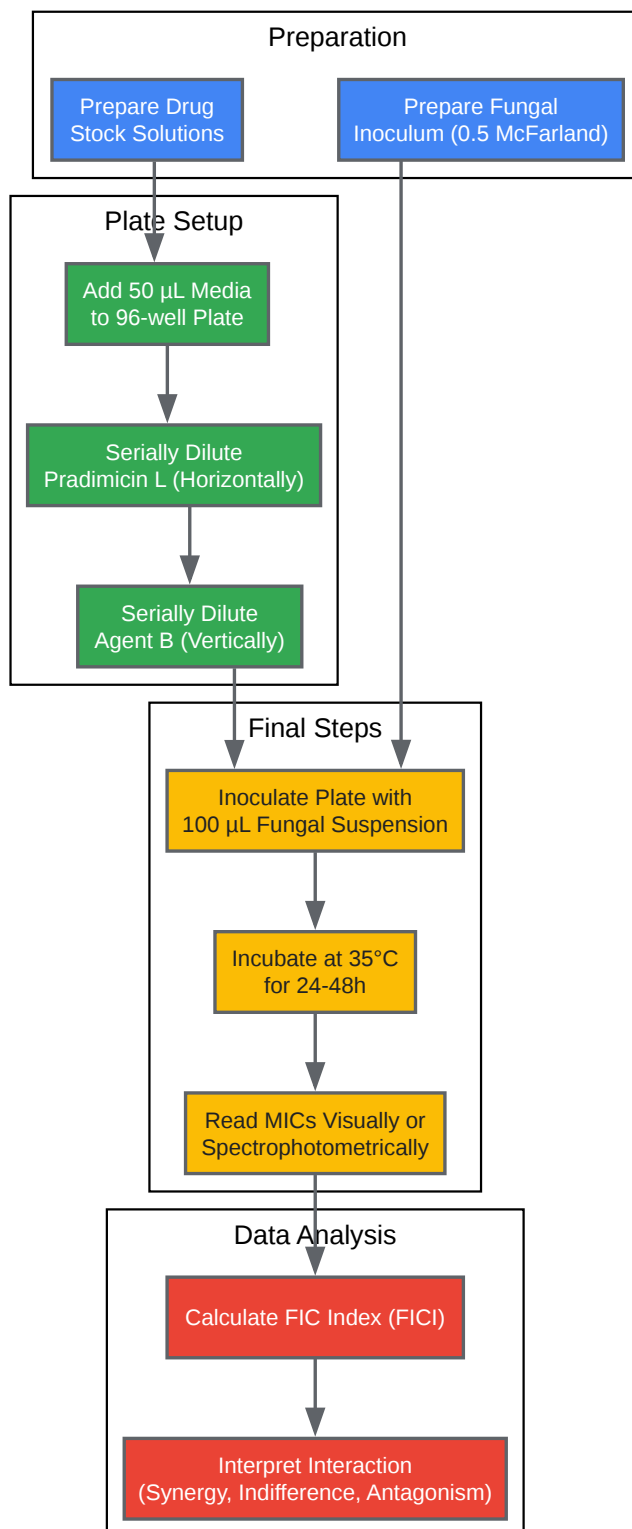 Preparation
Prepare Drug
Stock Solutions
Prepare Fungal
Inoculum (0.5 McFarland)
Plate Setup
Add 50 µL Media
to 96-well Plate
Serially Dilute
Pradimicin L (Horizontally)
Serially Dilute
Agent B (Vertically)
Final Steps
Inoculate Plate with
100 µL Fungal Suspension
Incubate at 35°C
for 24-48h
Read MICs Visually or
Spectrophotometrically
Data Analysis
Calculate FIC Index (FICI)
Interpret Interaction
(Synergy, Indifference, Antagonism)